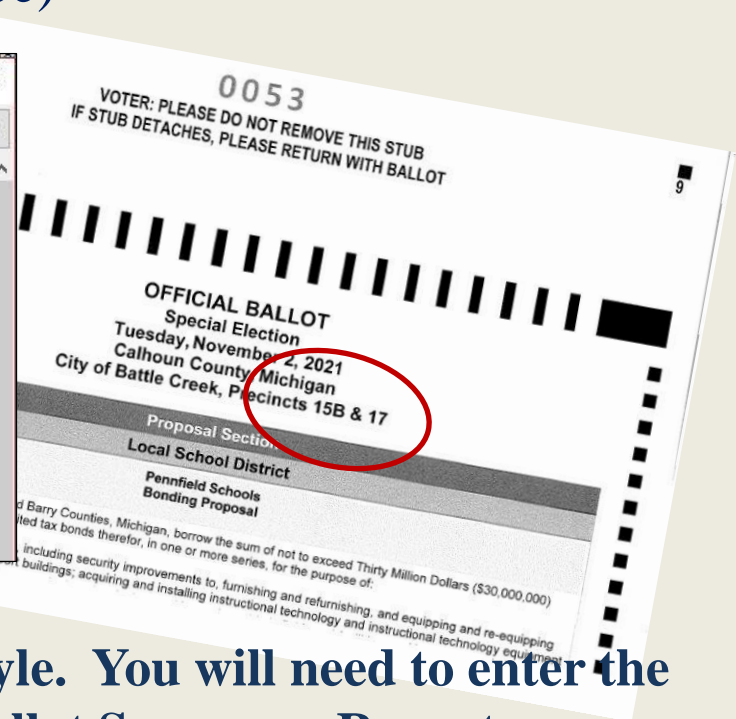 0053
VOTER: PLEASE DO NOT REMOVE THIS STUB
IF STUB DETACHES, PLEASE RETURN WITH BALLOT
9
OFFICIAL BALLOT
Special Election
Tuesday, November 2, 2021
Calhoun County, Michigan
City of Battle Creek, Precincts 15B & 17
Proposal Section
Local School District
Pennfield Schools
Bonding Proposal
d Barry Counties, Michigan, borrow the sum of not to exceed Thirty Million Dollars ($30,000,000)
ited tax bonds therefor, in one or more series, for the purpose of:
including security improvements to, furnishing and refurnishing, and equipping and re-equipping
buildings; acquiring and installing instructional technology and instructional technology equipment
yle. You will need to enter the